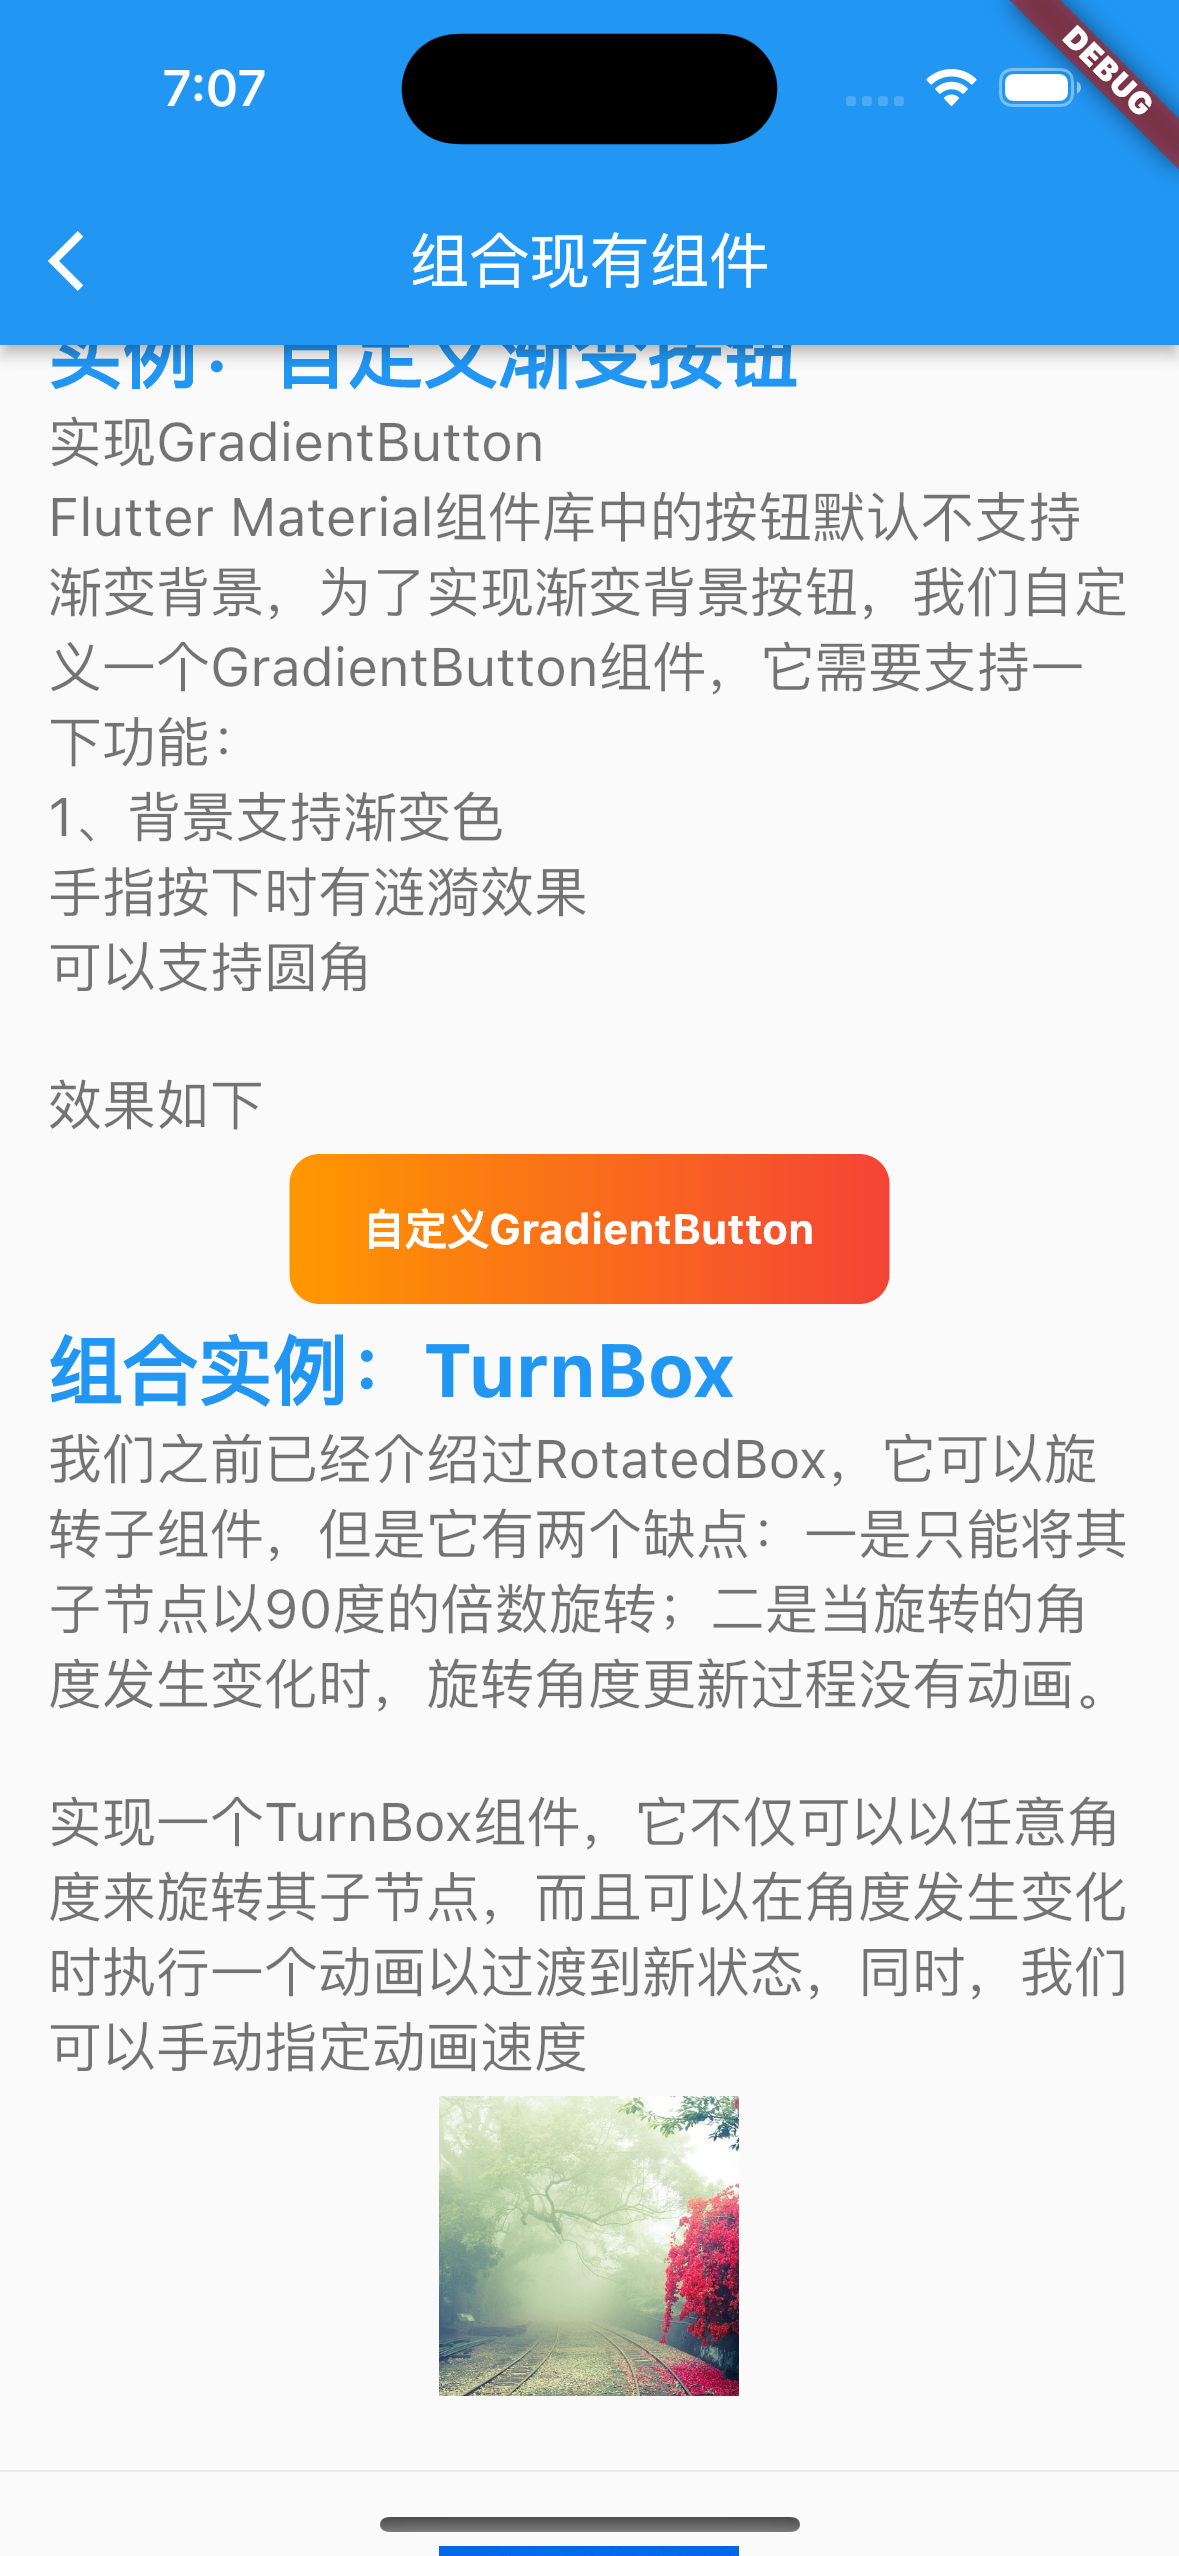 7:07
DEBUG
组合现有组件
实例：自定义渐变按钮
实现GradientButton
Flutter Material组件库中的按钮默认不支持
渐变背景，为了实现渐变背景按钮，我们自定
义一个GradientButton组件，它需要支持一
下功能：
1、背景支持渐变色
手指按下时有涟漪效果
可以支持圆角
效果如下
自定义GradientButton
组合实例：TurnBox
我们之前已经介绍过RotatedBox，它可以旋
转子组件，但是它有两个缺点：一是只能将其
子节点以90度的倍数旋转；二是当旋转的角
度发生变化时，旋转角度更新过程没有动画。
实现一个TurnBox组件，它不仅可以以任意角
度来旋转其子节点，而且可以在角度发生变化
时执行一个动画以过渡到新状态，同时，我们
可以手动指定动画速度